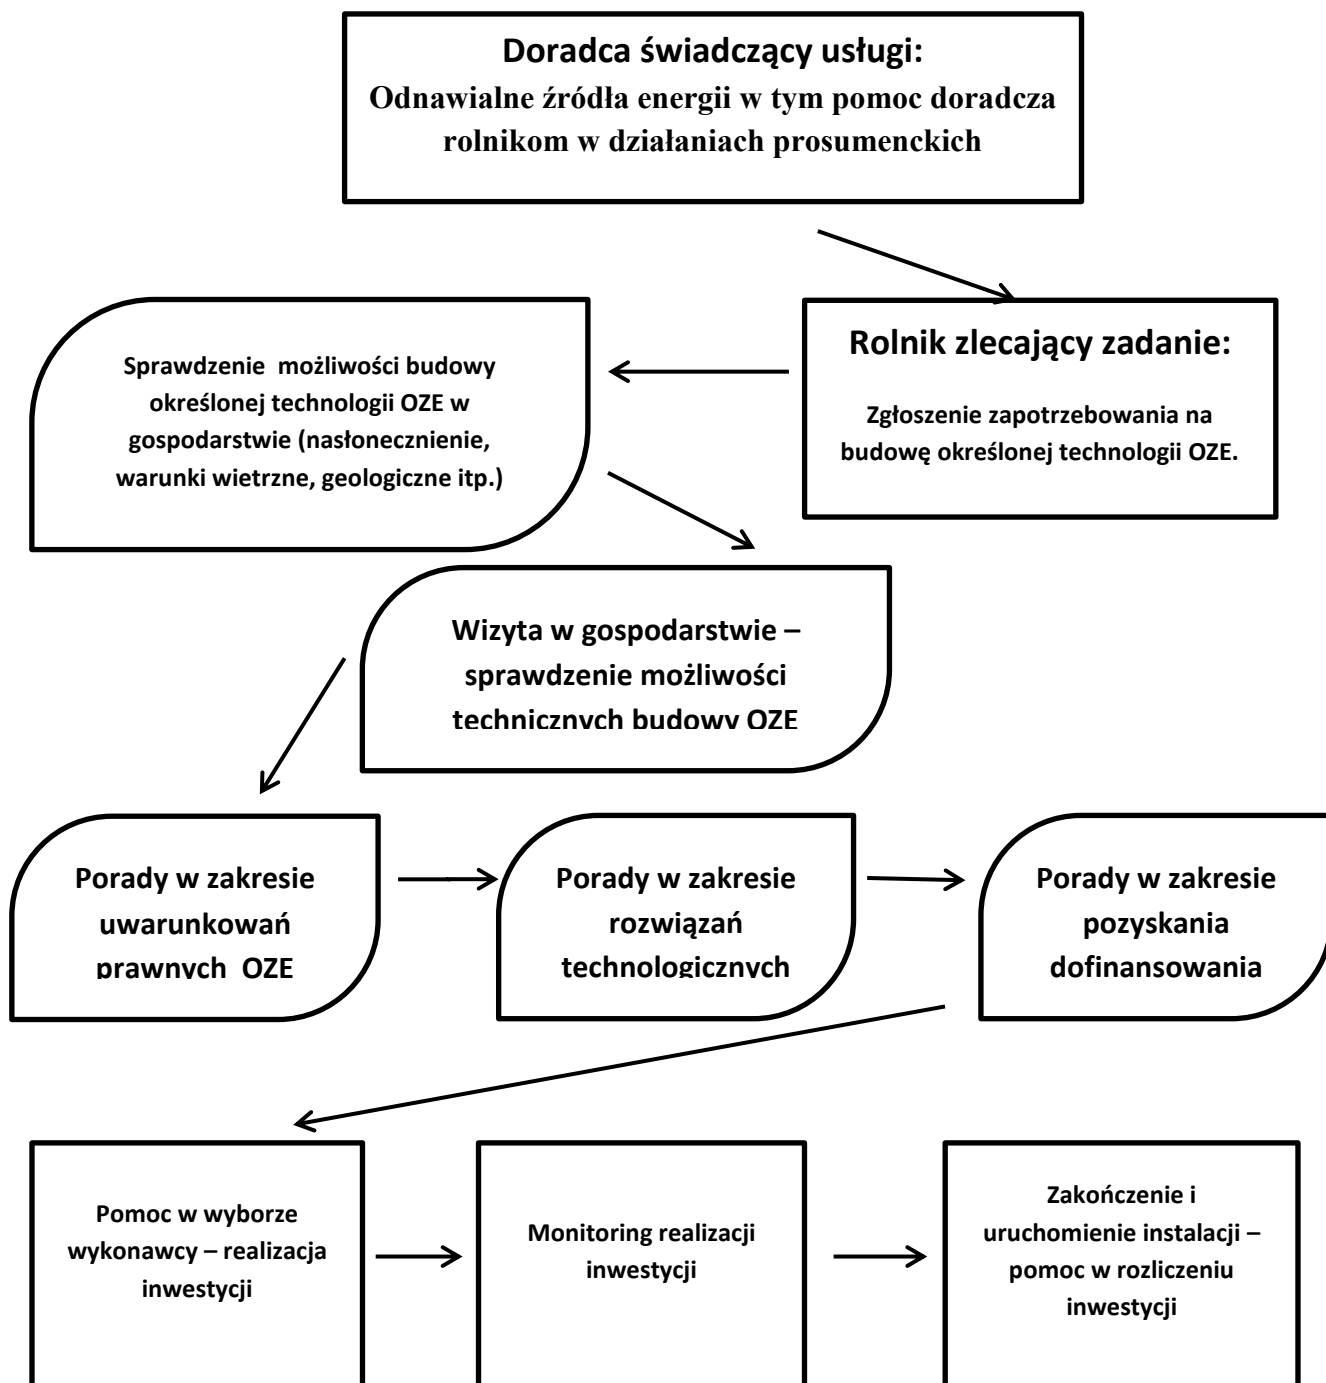 Doradca świadczący usługi:
Odnawialne źródła energii w tym pomoc doradcza
rolnikom w działaniach prosumenckich
Rolnik zlecający zadanie:
Zgłoszenie zapotrzebowania na
budowę określonej technologii OZE.
Sprawdzenie możliwości budowy
określonej technologii OZE w
gospodarstwie (nasłonecznienie,
warunki wietrzne, geologiczne itp.)
Wizyta w gospodarstwie –
sprawdzenie możliwości
technicznych budowy OZE
Porady w zakresie
uwarunkowań
prawnych OZE
Porady w zakresie
rozwiązań
technologicznych
Porady w zakresie
pozyskania
dofinansowania
Pomoc w wyborze
wykonawcy – realizacja
inwestycji
Monitoring realizacji
inwestycji
Zakończenie i
uruchomienie instalacji –
pomoc w rozliczeniu
inwestycji